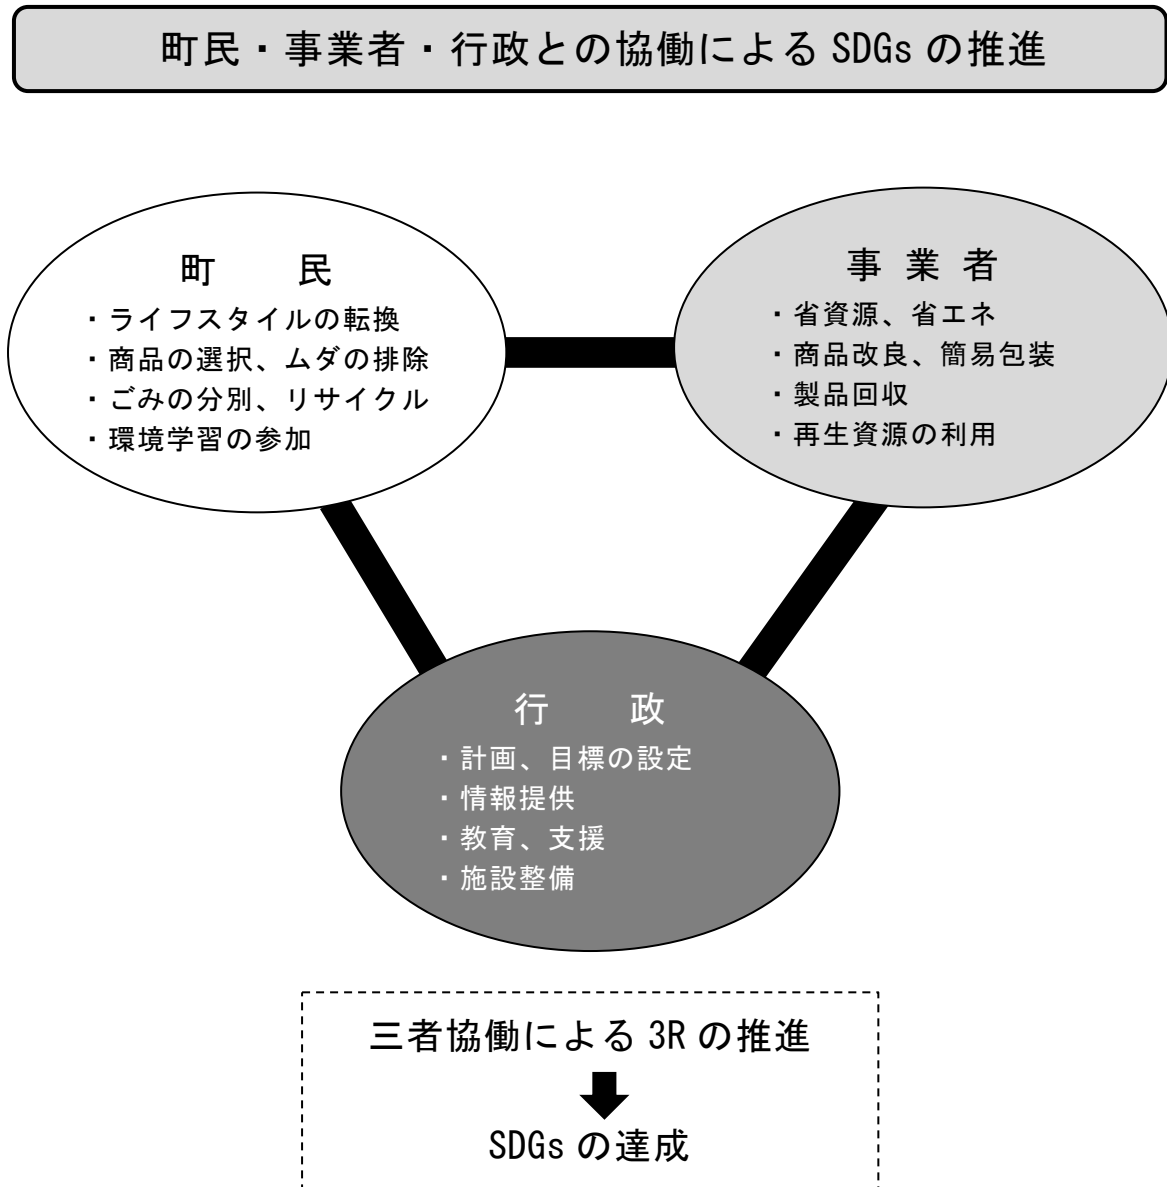 町民・事業者・行政との協働による SDGs の推進
町　　民
・ライフスタイルの転換
・商品の選択、ムダの排除
・ごみの分別、リサイクル
・環境学習の参加
事 業 者
・省資源、省エネ
・商品改良、簡易包装
・製品回収
・再生資源の利用
行　　政
・計画、目標の設定
・情報提供
・教育、支援
・施設整備
三者協働による 3R の推進
SDGs の達成